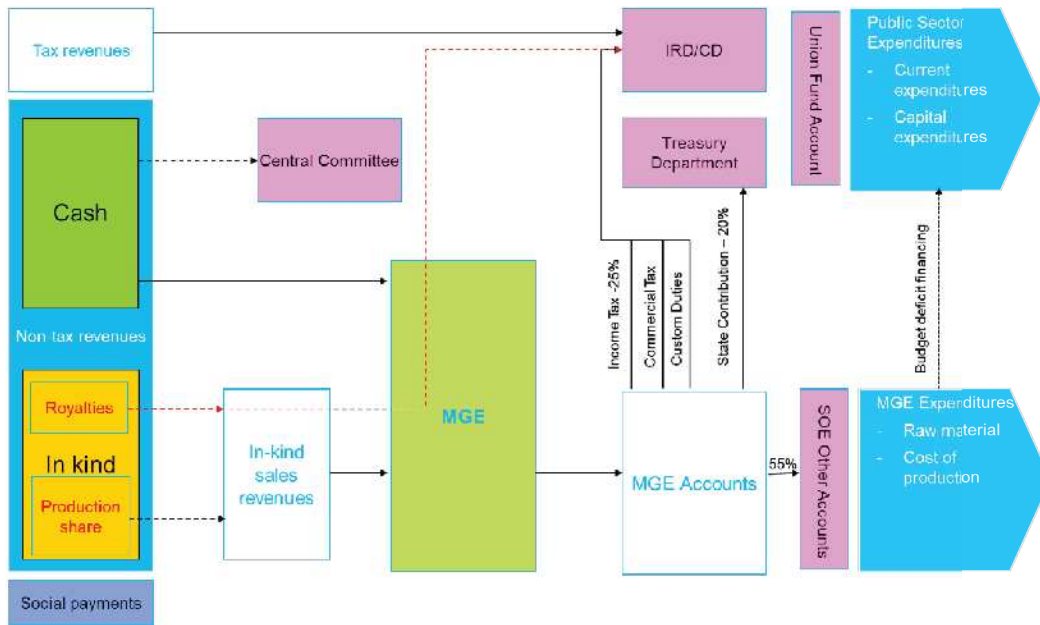 Tax revenues
Cash
Non-tax revenues
Royalties
In kind
Production
share
Social payments
Central Committee
In-kind
sales
revenues
MGE
IRD/CD
Treasury
Department
Income Tax -25%
Commercial Tax
Custom Duties
State Contribution – 20%
MGE Accounts
55%
Union Fund Account
SOE Other Accounts
Public Sector
Expenditures
- Current
expenditures
- Capital
expenditures
Budget deficit financing
MGE Expenditures
- Raw material
- Cost of
production